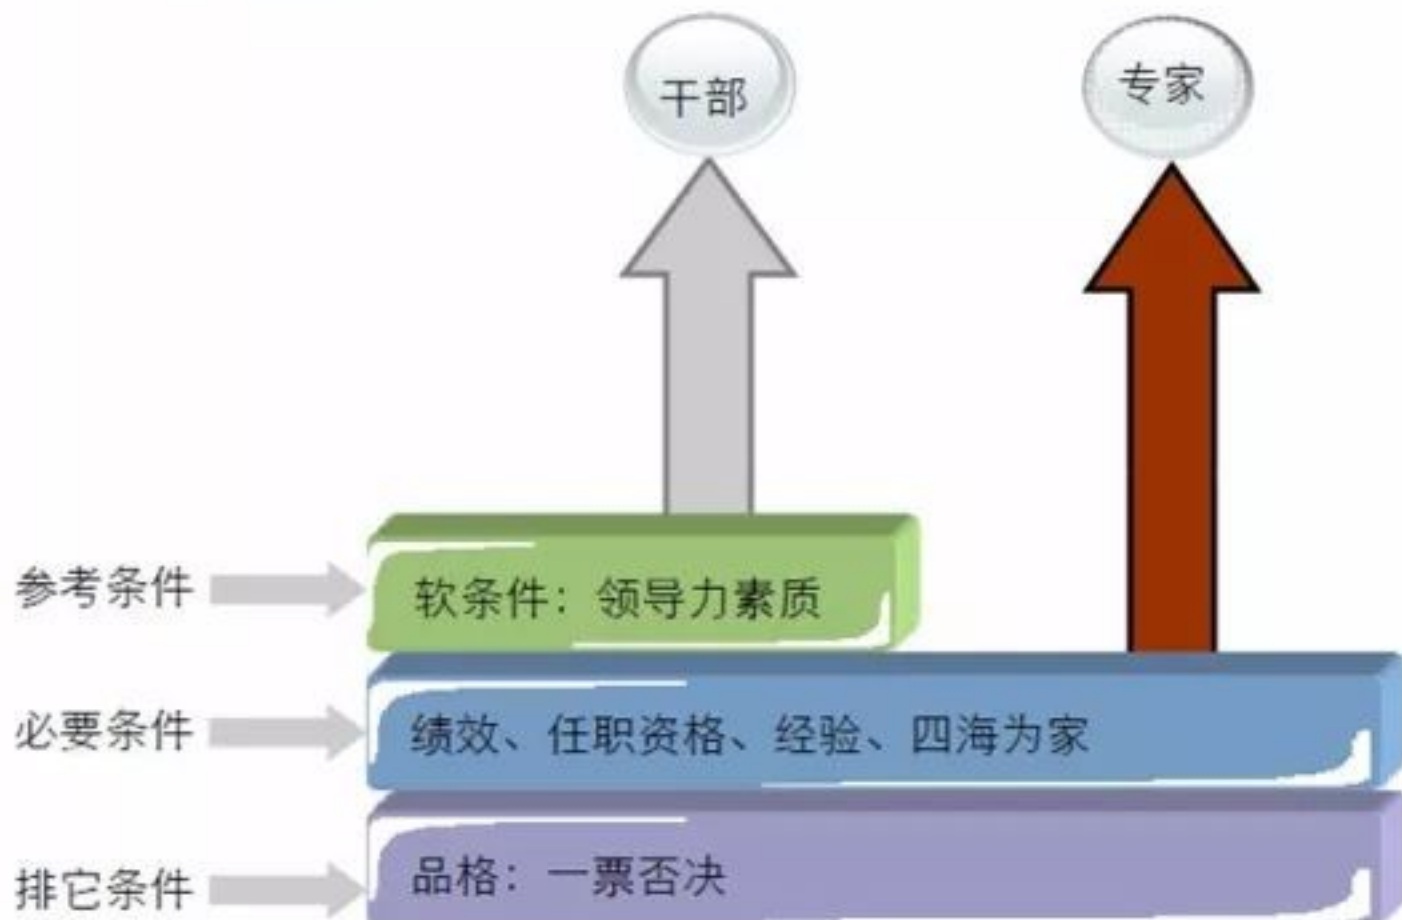 干部
专家
参考条件
软条件：领导力素质
必要条件
绩效、任职资格、经验、四海为家
排它条件
品格：一票否决